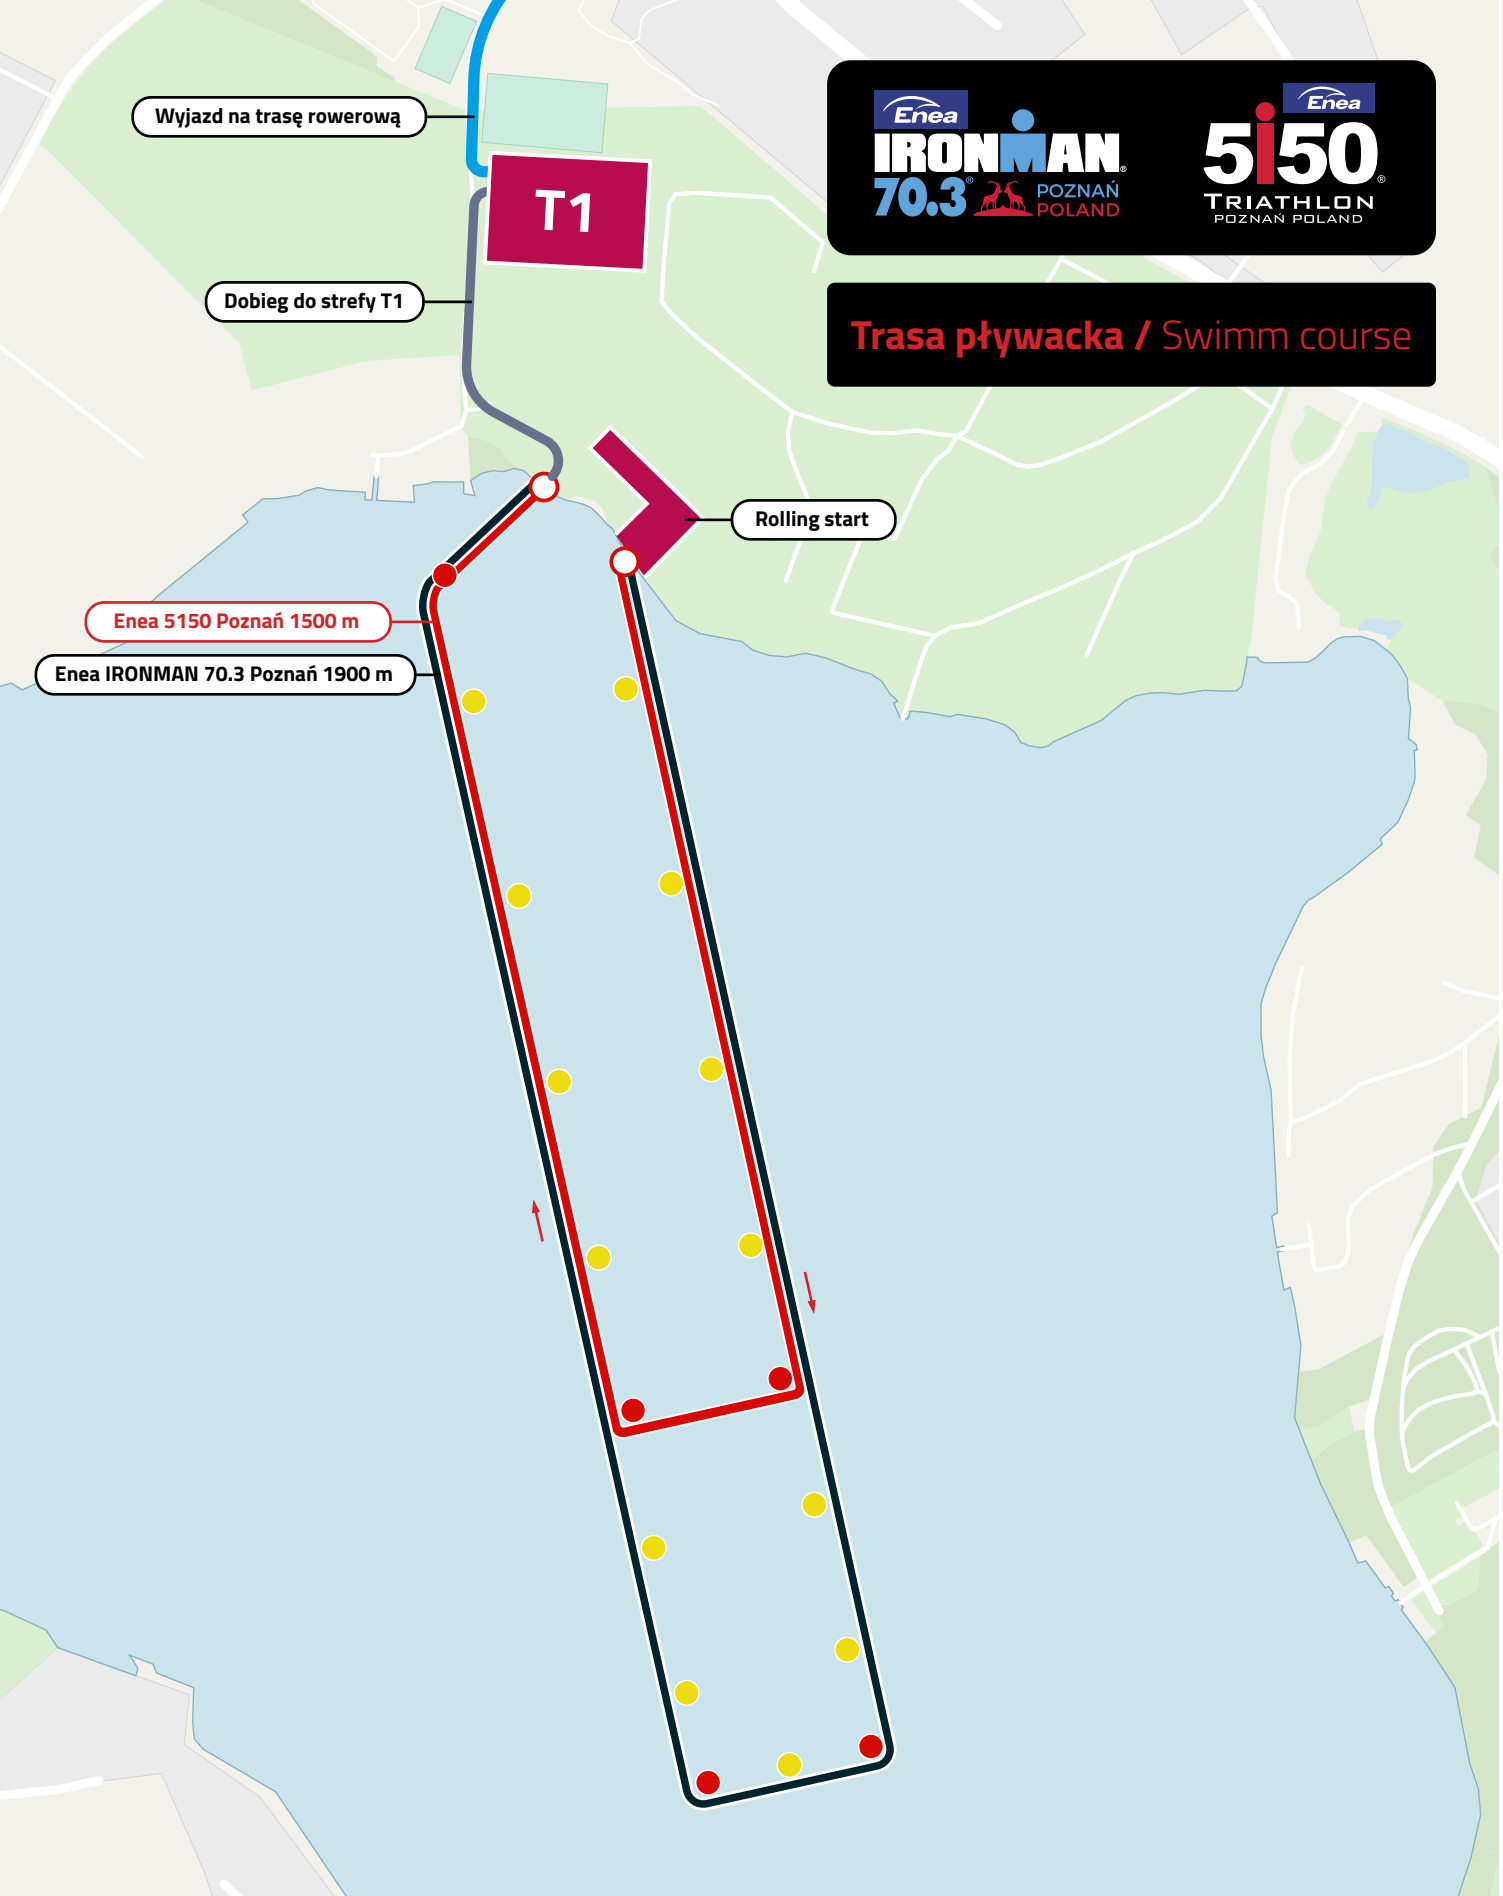 Wyjazd na trasę rowerową
T1
Dobieg do strefy T1
Enea
IRONMAN®
70.3®
POZNAŃ
POLAND
Enea
5i50®
TRIATHLON
POZNAŃ POLAND
Trasa pływacka / Swimm course
Rolling start
Enea 5150 Poznań 1500 m
Enea IRONMAN 70.3 Poznań 1900 m